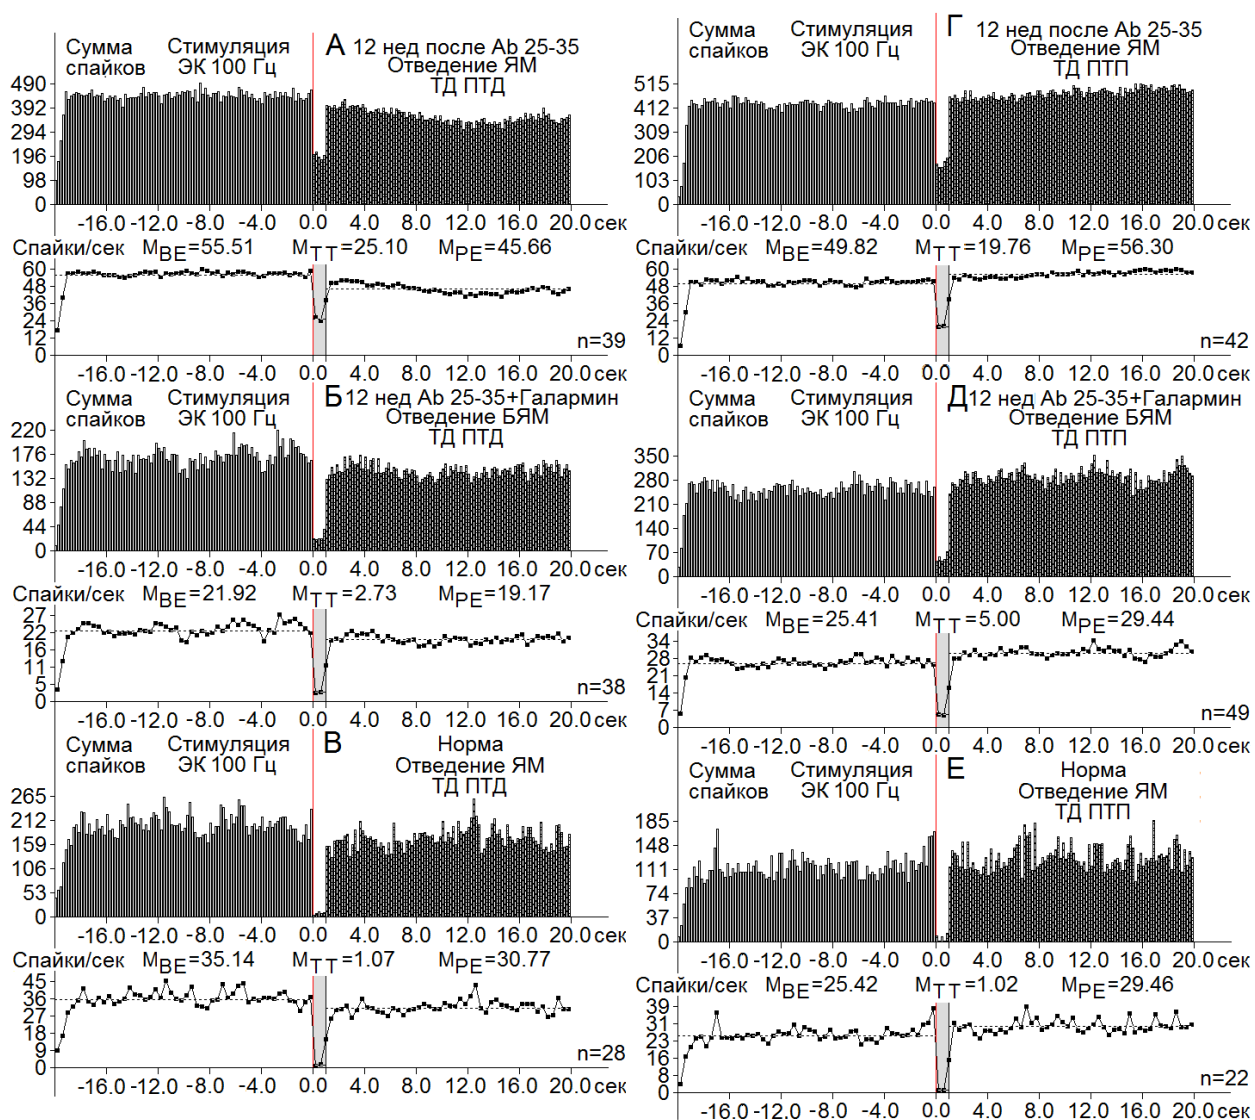 Сумма Стимуляция А 12 нед после Ab 25-35
спайков ЭК 100 Гц Отведение ЯМ
ТД ПТД
490
392
294
196
98
0
-16.0 -12.0 -8.0 -4.0 0.0 4.0 8.0 12.0 16.0 20.0 сек
Спайки/сек MBE=55.51 MTT=25.10 MPE=45.66
60
48
36
24
12
0
n=39
-16.0 -12.0 -8.0 -4.0 0.0 4.0 8.0 12.0 16.0 20.0 сек
Сумма Стимуляция Б 12 нед Ab 25-35+Галармин
спайков ЭК 100 Гц Отведение БЯМ
ТД ПТД
220
176
132
88
44
0
-16.0 -12.0 -8.0 -4.0 0.0 4.0 8.0 12.0 16.0 20.0 сек
Спайки/сек MBE=21.92 MTT=2.73 MPE=19.17
27
22
16
11
5
0
n=38
-16.0 -12.0 -8.0 -4.0 0.0 4.0 8.0 12.0 16.0 20.0 сек
Сумма Стимуляция В Норма
спайков ЭК 100 Гц Отведение ЯМ
ТД ПТД
265
212
159
106
53
0
-16.0 -12.0 -8.0 -4.0 0.0 4.0 8.0 12.0 16.0 20.0 сек
Спайки/сек MBE=35.14 MTT=1.07 MPE=30.77
45
36
27
18
9
0
n=28
-16.0 -12.0 -8.0 -4.0 0.0 4.0 8.0 12.0 16.0 20.0 сек
Сумма Стимуляция Г 12 нед после Ab 25-35
спайков ЭК 100 Гц Отведение ЯМ
ТД ПТП
515
412
309
206
103
0
-16.0 -12.0 -8.0 -4.0 0.0 4.0 8.0 12.0 16.0 20.0 сек
Спайки/сек MBE=49.82 MTT=19.76 MPE=56.30
60
48
36
24
12
0
n=42
-16.0 -12.0 -8.0 -4.0 0.0 4.0 8.0 12.0 16.0 20.0 сек
Сумма Стимуляция Д 12 нед Ab 25-35+Галармин
спайков ЭК 100 Гц Отведение БЯМ
ТД ПТП
350
280
210
140
70
0
-16.0 -12.0 -8.0 -4.0 0.0 4.0 8.0 12.0 16.0 20.0 сек
Спайки/сек MBE=25.41 MTT=5.00 MPE=29.44
34
28
21
14
7
0
n=49
-16.0 -12.0 -8.0 -4.0 0.0 4.0 8.0 12.0 16.0 20.0 сек
Сумма Стимуляция Е Норма
спайков ЭК 100 Гц Отведение ЯМ
ТД ПТП
185
148
111
74
37
0
-16.0 -12.0 -8.0 -4.0 0.0 4.0 8.0 12.0 16.0 20.0 сек
Спайки/сек MBE=25.42 MTT=1.02 MPE=29.46
39
31
23
16
8
0
n=22
-16.0 -12.0 -8.0 -4.0 0.0 4.0 8.0 12.0 16.0 20.0 сек